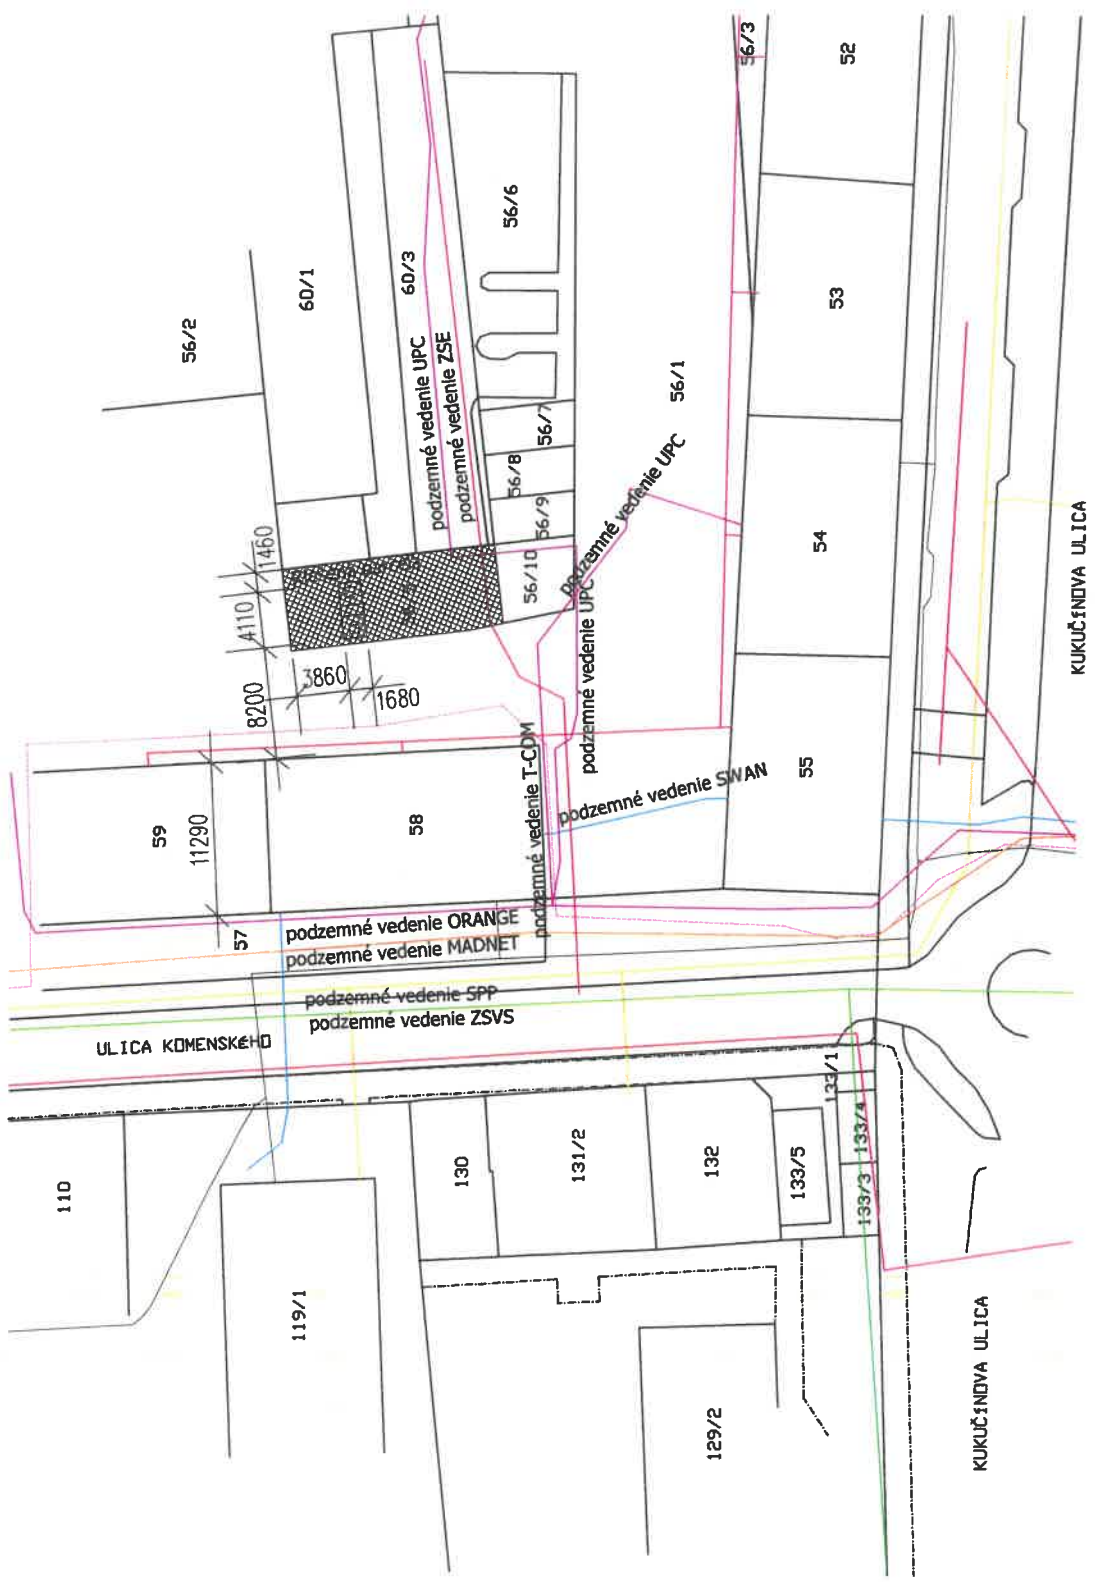 56/3
52
56/2
60/1
60/3
56/6
53
56/1
podzemné vedenie UPC
podzemné vedenie ZSE
56/7
56/8
56/9
56/10
podzemné vedenie UPC
54
1460
4110
8200
3860
1680
podzemné vedenie UPC
podzemné vedenie T-COM
podzemné vedenie SWAN
55
59
11290
58
57
podzemné vedenie ORANGE
podzemné vedenie MADNET
podzemné vedenie SPP
podzemné vedenie ZSVS
ULICA KOMENSKÉHO
KUKUČÍNOVA ULICA
110
119/1
130
131/2
132
133/5
133/1
133/4
133/3
129/2
KUKUČÍNOVA ULICA